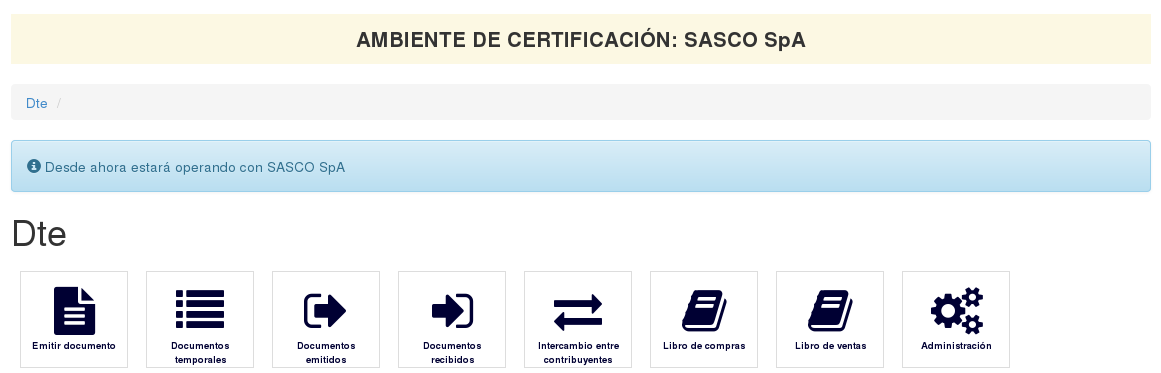 AMBIENTE DE CERTIFICACIÓN: SASCO SpA
Dte /
Desde ahora estará operando con SASCO SpA
Dte
Emitir documento
Documentos
temporales
Documentos
emitidos
Documentos
recibidos
Intercambio entre
contribuyentes
Libro de compras
Libro de ventas
Administración